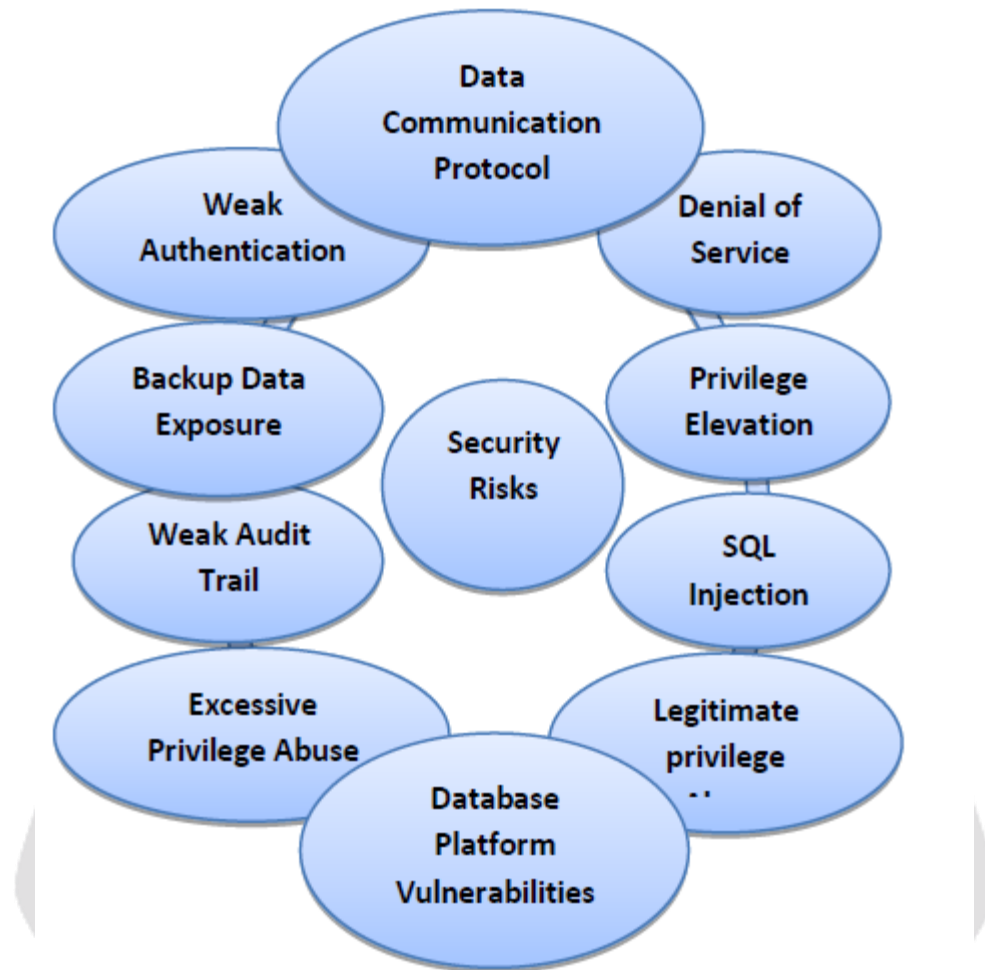 Data
Communication
Protocol
Weak
Authentication
Denial of
Service
Backup Data
Exposure
Privilege
Elevation
Security
Risks
Weak Audit
Trail
SQL
Injection
Excessive
Privilege Abuse
Legitimate
privilege
Database
Platform
Vulnerabilities